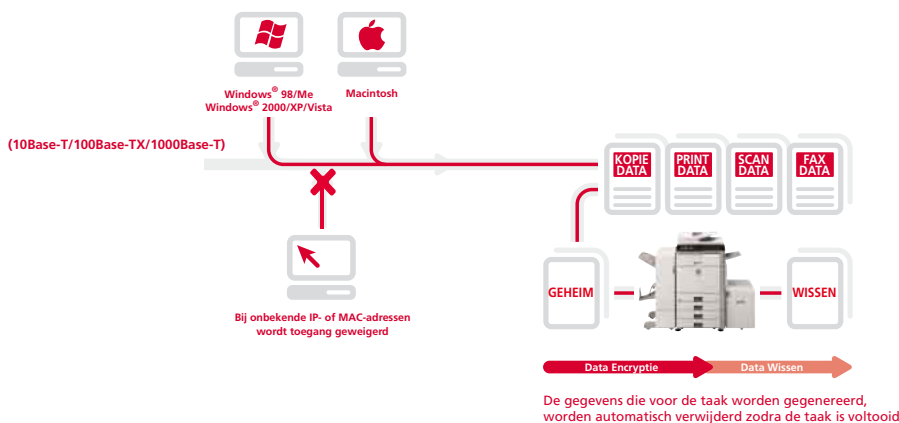 Windows® 98/Me
Windows® 2000/XP/Vista
Macintosh
(10Base-T/100Base-TX/1000Base-T)
KOPIE
DATA
PRINT
DATA
SCAN
DATA
FAX
DATA
GEHEIM
WISSEN
Bij onbekende IP- of MAC-adressen
wordt toegang geweigerd
Data Encryptie
Data Wissen
De gegevens die voor de taak worden gegenereerd,
worden automatisch verwijderd zodra de taak is voltooid